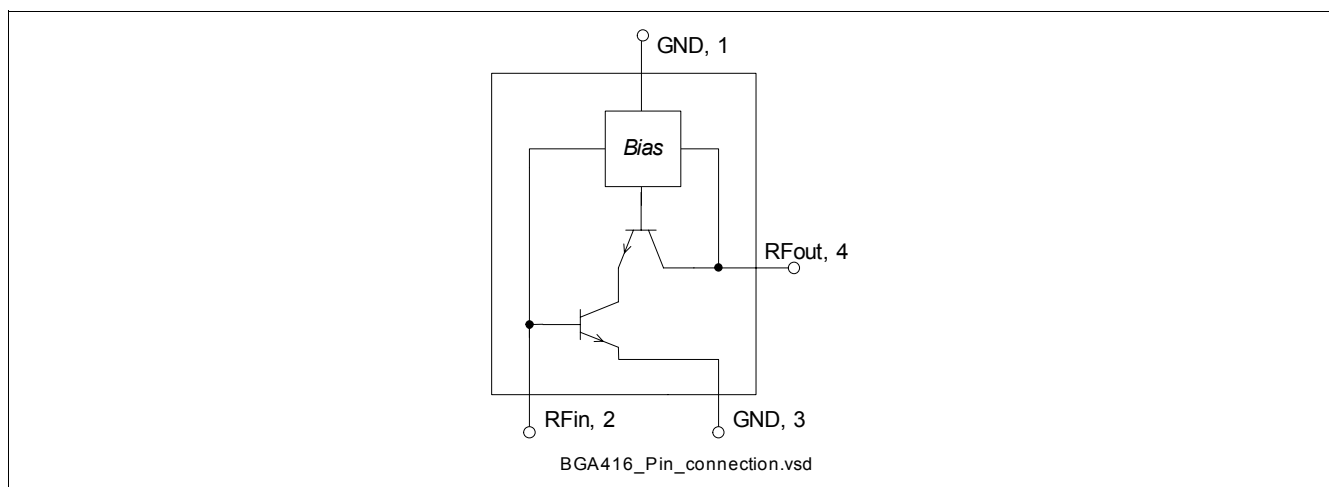 GND, 1
Bias
RFout, 4
RFin, 2
GND, 3
BGA416_Pin_connection.vsd